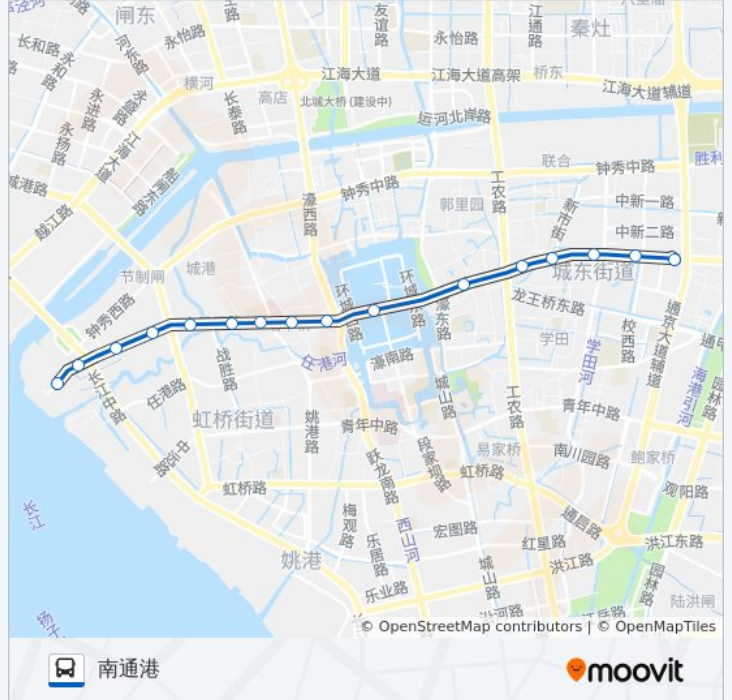 闸东
友谊路
江通路
秦灶
永怡路
永怡路
长和路
永和路
河东路
横河
江海大道
江海大道高架
桥东
江海大道辅道
高店
北城大桥 (建设中)
永进路
永隆路
江海大道
长泰路
运河北岸路
永扬路
船闸东路
联合
钟秀中路
胜利
城港路
钟秀中路
工农路
濠西路
郭里园
新市街
中新一路
越江路
中新二路
城港
节制闸
城东街道
环城
环城
濠东路
龙王桥东路
钟秀西路
通京大道辅道
校西路
学田
学田河
任港河
濠南路
战胜路
长江中路
任港路
城山路
海港引河
园林路
工农路
虹桥街道
姚港路
青年中路
青年中路
段家坝路
易家桥
南川园路
鲍家桥
跃龙南路
虹桥路
虹桥路
观阳路
长江
梅观路
西山河
宏图路
通启路
红星路
洪江东路
乐居路
姚港
城山路
洪江路
园林路
乐业路
陆洪闸
扬子
© OpenStreetMap contributors | © OpenMapTiles
南通港
moovit